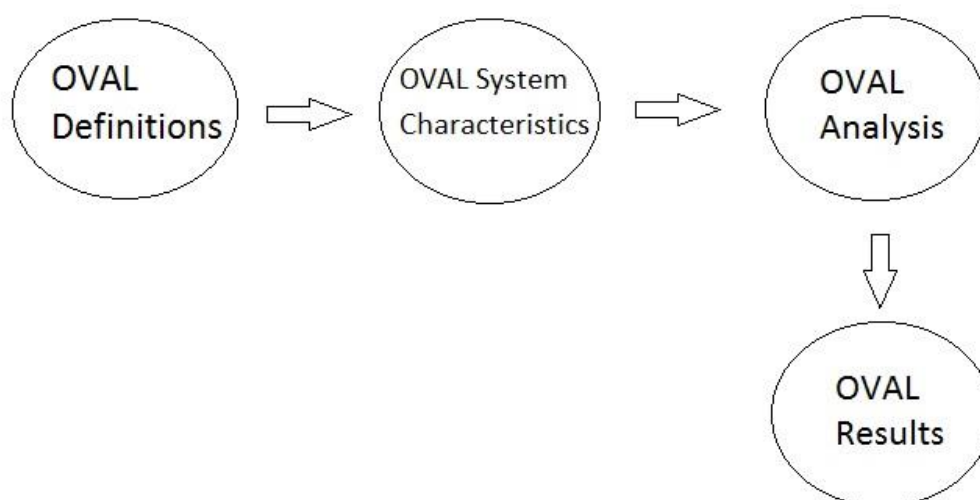 OVAL
Definitions
OVAL System
Characteristics
OVAL
Analysis
OVAL
Results